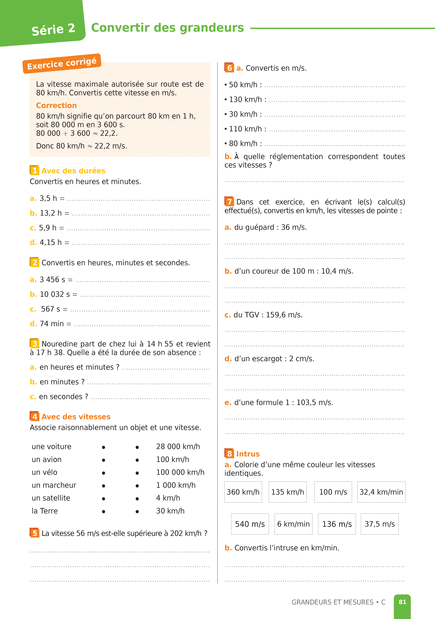 Série 2
Convertir des grandeurs
Exercice corrigé
La vitesse maximale autorisée sur route est de
80 km/h. Convertis cette vitesse en m/s.
Correction
80 km/h signifie qu’on parcourt 80 km en 1 h,
soit 80 000 m en 3 600 s.
80 000 ÷ 3 600 ≈ 22,2.
Donc 80 km/h ≈ 22,2 m/s.
1 Avec des durées
Convertis en heures et minutes.
a. 3,5 h =
b. 13,2 h =
c. 5,9 h =
d. 4,15 h =
2 Convertis en heures, minutes et secondes.
a. 3 456 s =
b. 10 032 s =
c. 567 s =
d. 74 min =
3 Nouredine part de chez lui à 14 h 55 et revient
à 17 h 38. Quelle a été la durée de son absence :
a. en heures et minutes ?
b. en minutes ?
c. en secondes ?
4 Avec des vitesses
Associe raisonnablement un objet et une vitesse.
une voiture • • 28 000 km/h
un avion • • 100 km/h
un vélo • • 100 000 km/h
un marcheur • • 1 000 km/h
un satellite • • 4 km/h
la Terre • • 30 km/h
5 La vitesse 56 m/s est-elle supérieure à 202 km/h ?
6 a. Convertis en m/s.
• 50 km/h :
• 130 km/h :
• 30 km/h :
• 110 km/h :
• 80 km/h :
b. À quelle réglementation correspondent toutes
ces vitesses ?
7 Dans cet exercice, en écrivant le(s) calcul(s)
effectué(s), convertis en km/h, les vitesses de pointe :
a. du guépard : 36 m/s.
b. d’un coureur de 100 m : 10,4 m/s.
c. du TGV : 159,6 m/s.
d. d’un escargot : 2 cm/s.
e. d’une formule 1 : 103,5 m/s.
8 Intrus
a. Colorie d’une même couleur les vitesses
identiques.
360 km/h 135 km/h 100 m/s 32,4 km/min
540 m/s 6 km/min 136 m/s 37,5 m/s
b. Convertis l’intruse en km/min.
GRANDEURS ET MESURES • C 81